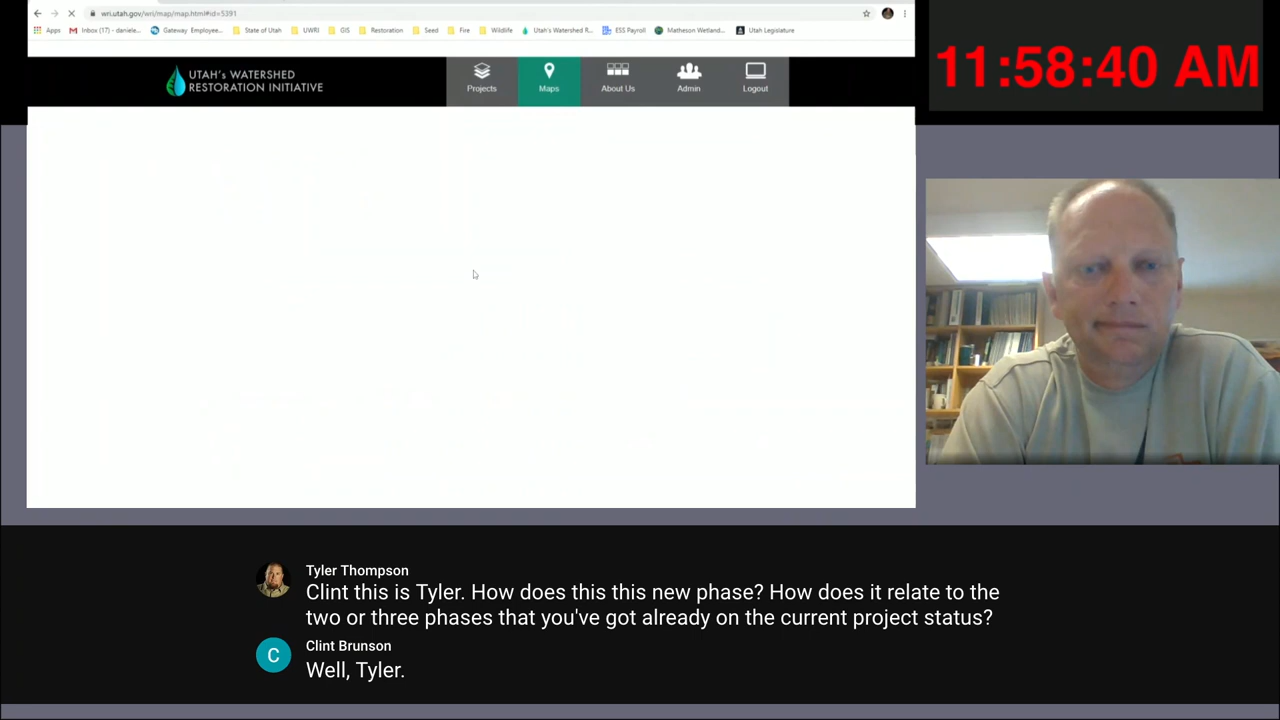 wri.utah.gov/wri/map/map.html#id=5391
11:58:40 AM
Apps Inbox (17) - daniele... Gateway Employee... State of Utah UWRI GIS Restoration Seed Fire Wildlife Utah's Watershed R... ESS Payroll Matheson Wetland... Utah Legislature
UTAH's WATERSHED
RESTORATION INITIATIVE
Projects Maps About Us Admin Logout
Tyler Thompson
Clint this is Tyler. How does this this new phase? How does it relate to the
two or three phases that you've got already on the current project status?
C
Clint Brunson
Well, Tyler.